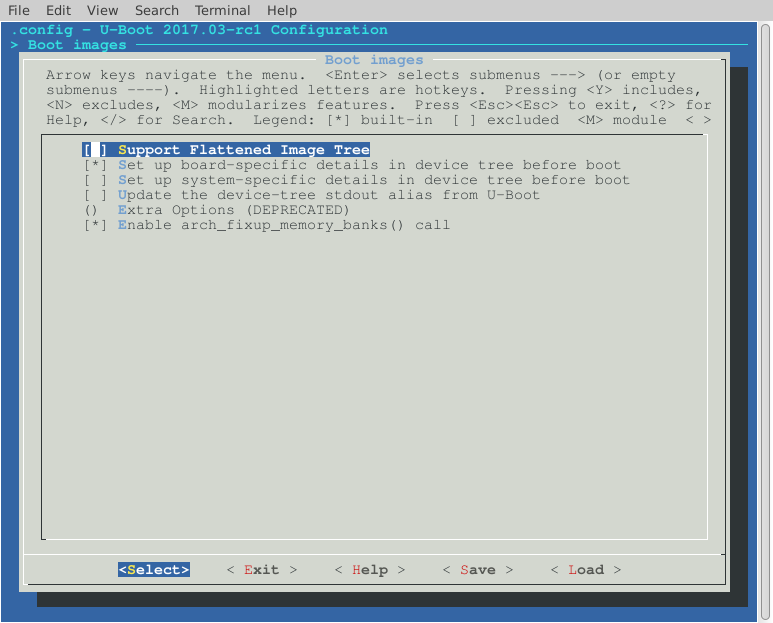 File Edit View Search Terminal Help
.config - U-Boot 2017.03-rc1 Configuration
> Boot images
Boot images
Arrow keys navigate the menu.  <Enter> selects submenus ---> (or empty
submenus ----).  Highlighted letters are hotkeys.  Pressing <Y> includes,
<N> excludes, <M> modularizes features.  Press <Esc><Esc> to exit, <?> for
Help, </> for Search.  Legend: [*] built-in  [ ] excluded  <M> module  < >
[ ] Support Flattened Image Tree
[*] Set up board-specific details in device tree before boot
[ ] Set up system-specific details in device tree before boot
[ ] Update the device-tree stdout alias from U-Boot
()  Extra Options (DEPRECATED)
[*] Enable arch_fixup_memory_banks() call
<Select>    < Exit >    < Help >    < Save >    < Load >